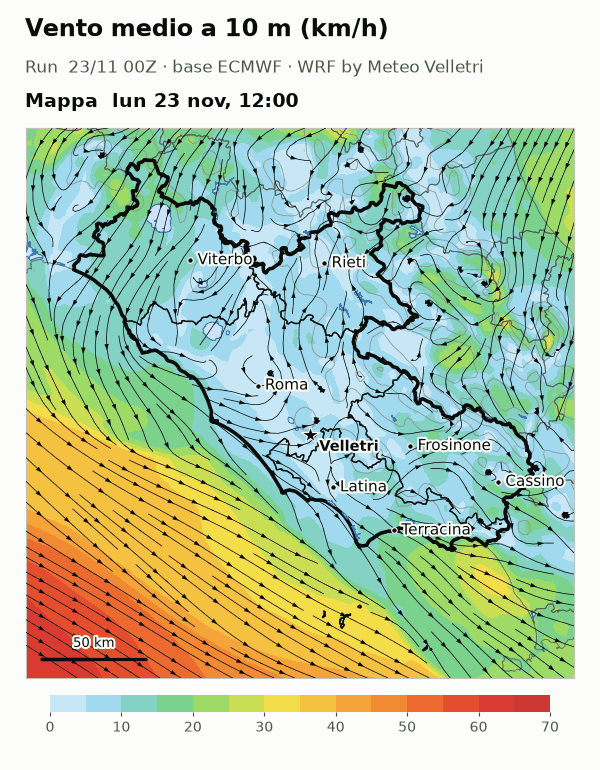 Vento medio a 10 m (km/h)
Run  23/11 00Z · base ECMWF · WRF by Meteo Velletri
Mappa  lun 23 nov, 12:00
Viterbo
Rieti
Roma
Velletri
Frosinone
Latina
Cassino
Terracina
50 km
0 10 20 30 40 50 60 70